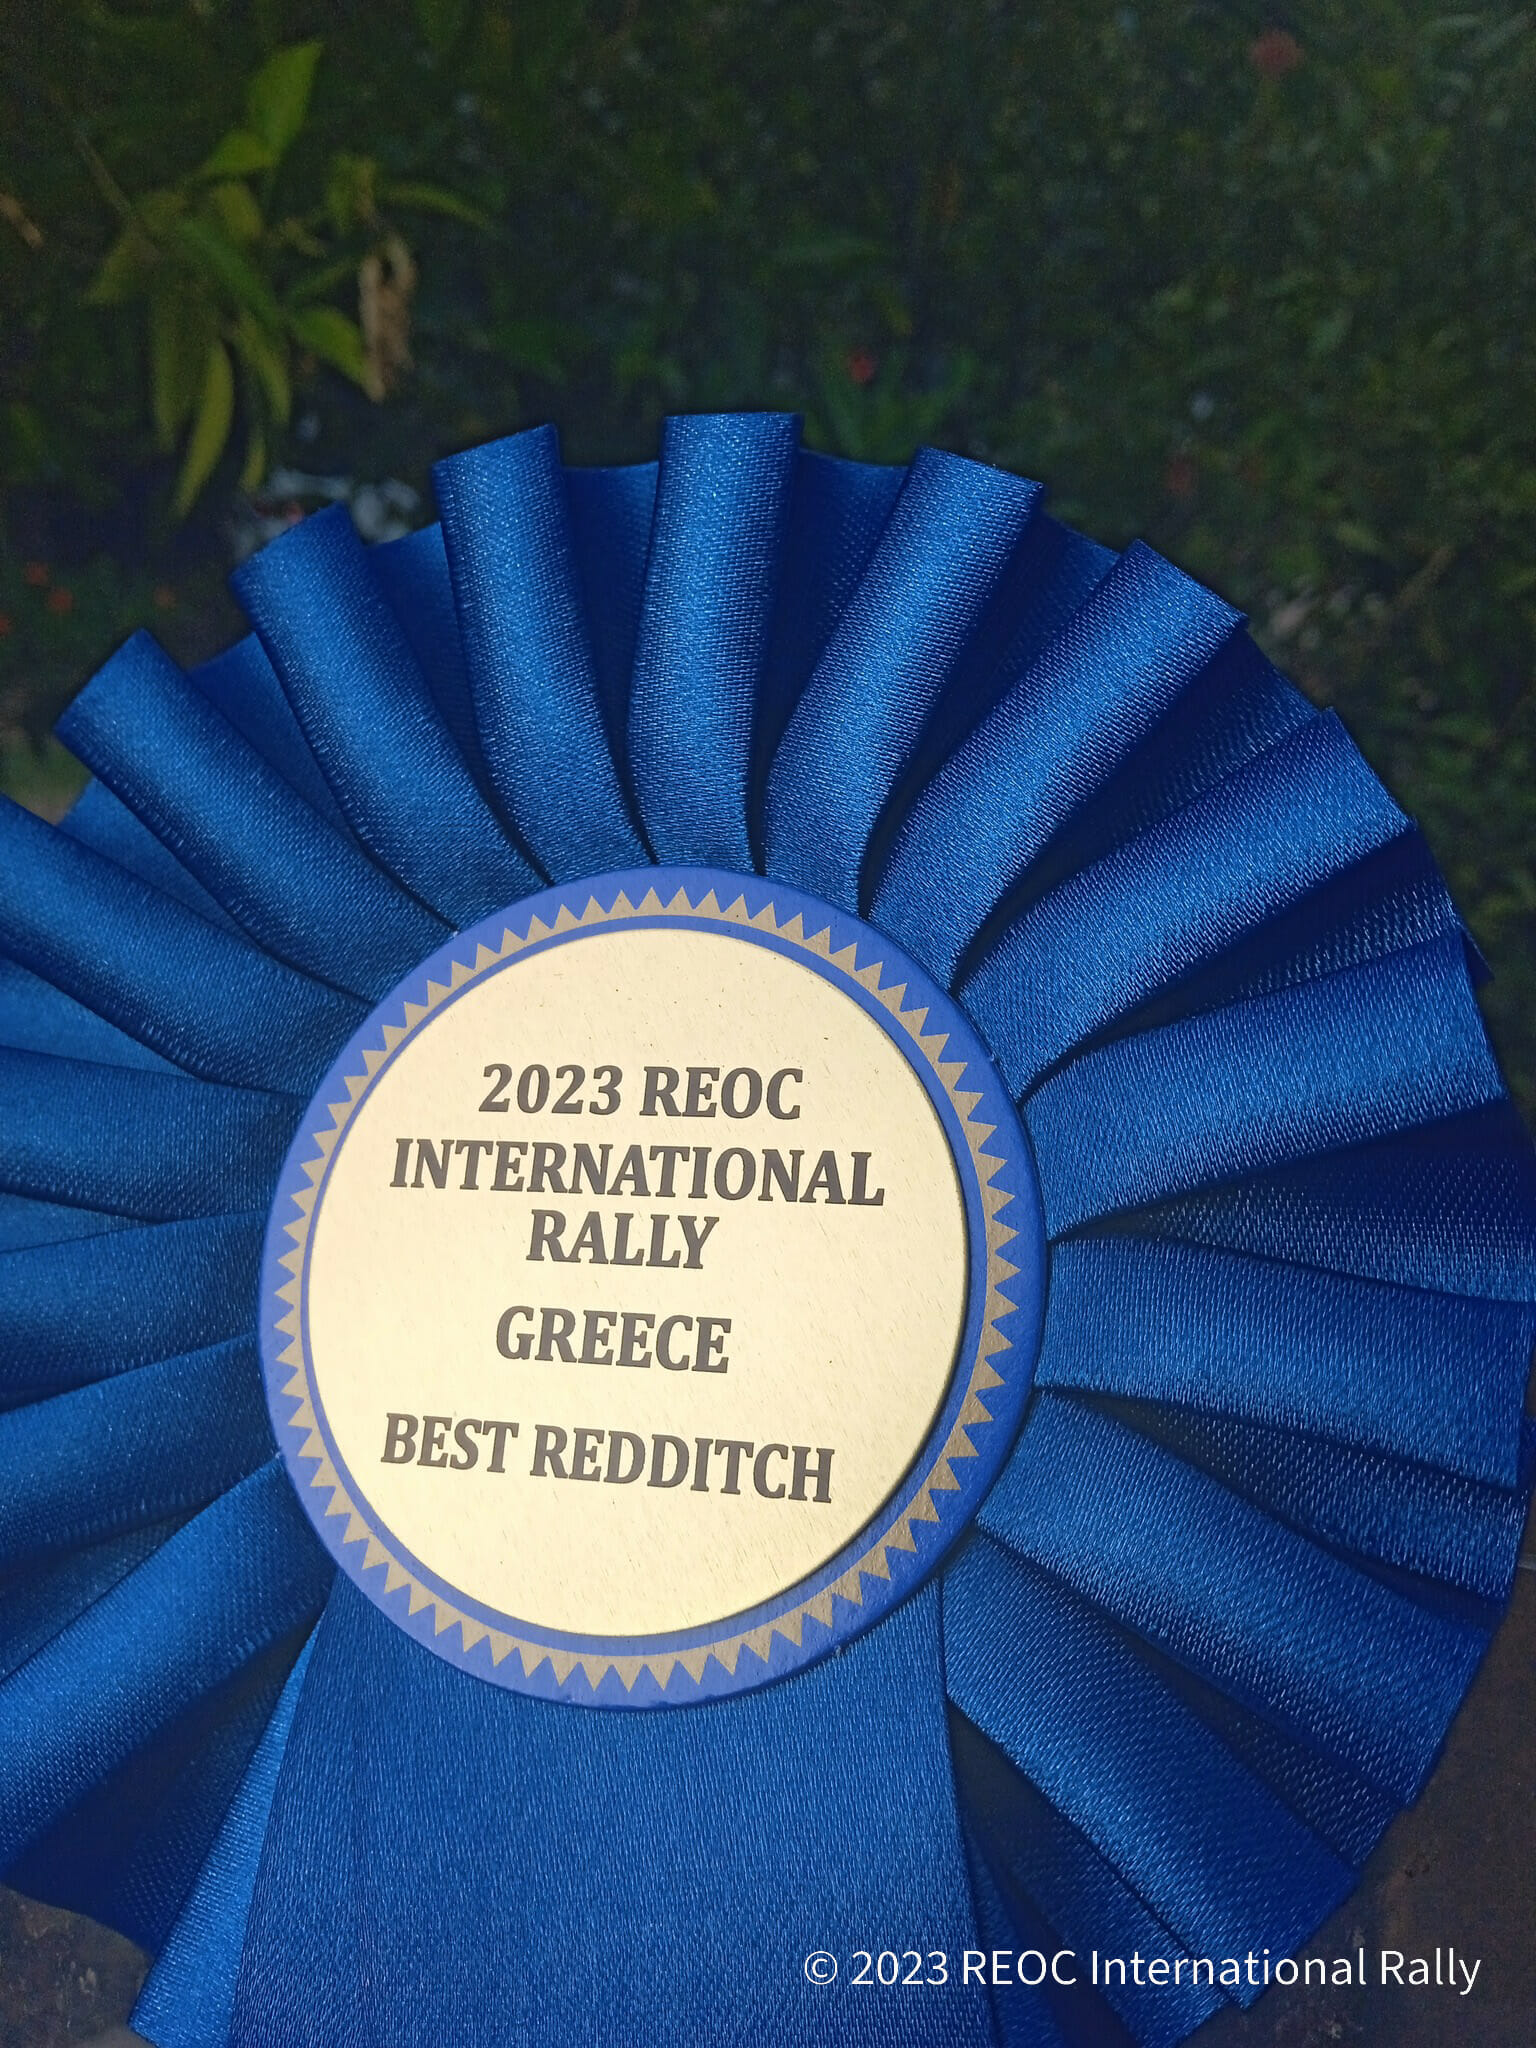 2023 REOC
INTERNATIONAL
RALLY
GREECE
BEST REDDITCH
© 2023 REOC International Rally